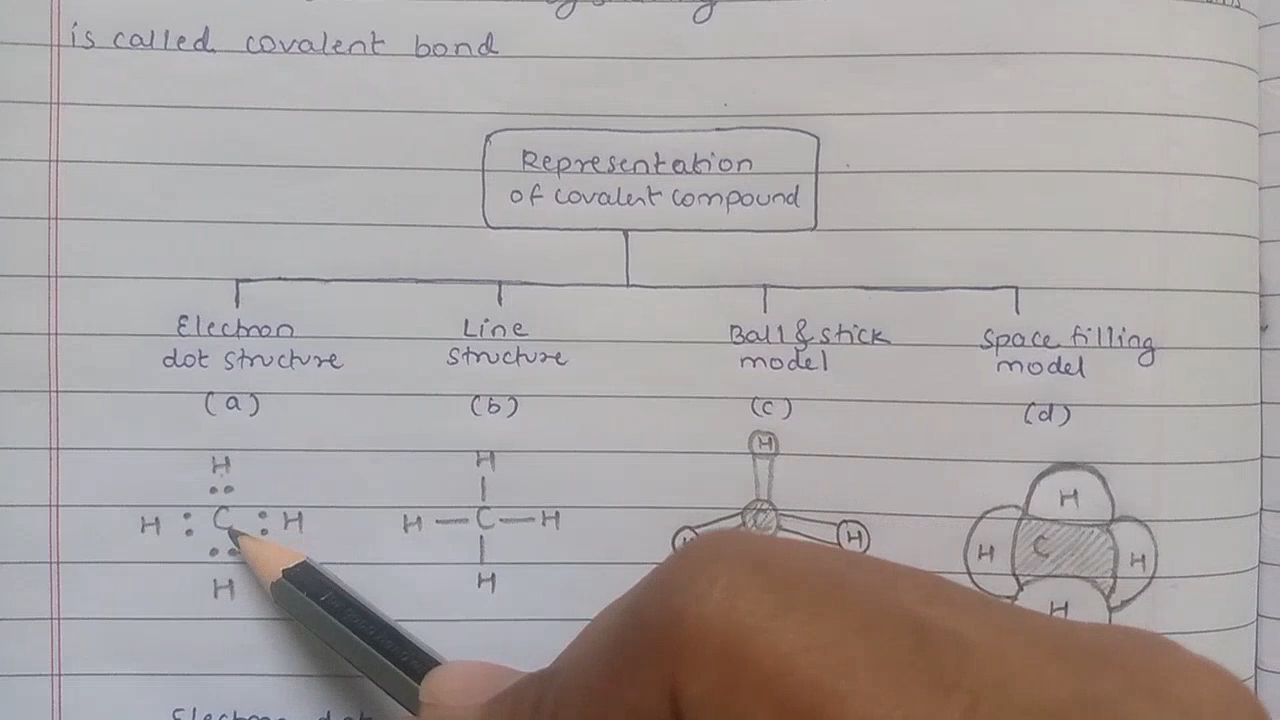 is called covalent bond
Representation
of covalent compound
Electron
dot structure
(a)
Line
structure
(b)
Ball & stick
model
(c)
Space filling
model
(d)
H
H : C : H
H
H
H — C — H
H
H
C
H
H
H C H
H